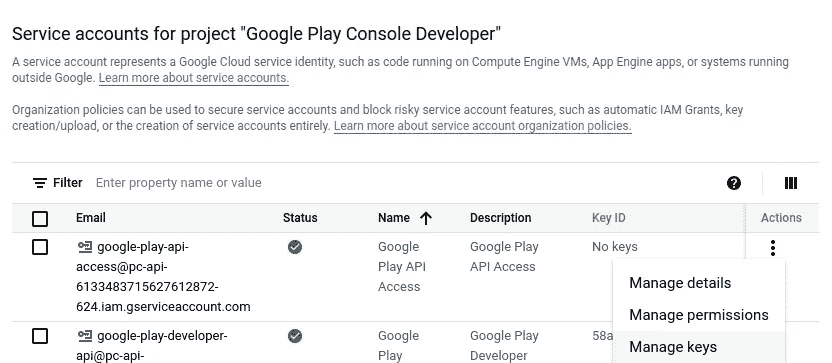 Service accounts for project "Google Play Console Developer"
A service account represents a Google Cloud service identity, such as code running on Compute Engine VMs, App Engine apps, or systems running
outside Google. Learn more about service accounts.
Organization policies can be used to secure service accounts and block risky service account features, such as automatic IAM Grants, key
creation/upload, or the creation of service accounts entirely. Learn more about service account organization policies.
Filter Enter property name or value
Email Status Name Description Key ID Actions
google-play-api-
access@pc-api-
6133483715627612872-
624.iam.gserviceaccount.com
Google
Play API
Access
Google Play
API Access
No keys
Manage details
Manage permissions
Manage keys
google-play-developer-
api@pc-api-
Google
Play
Google Play
Developer
58a